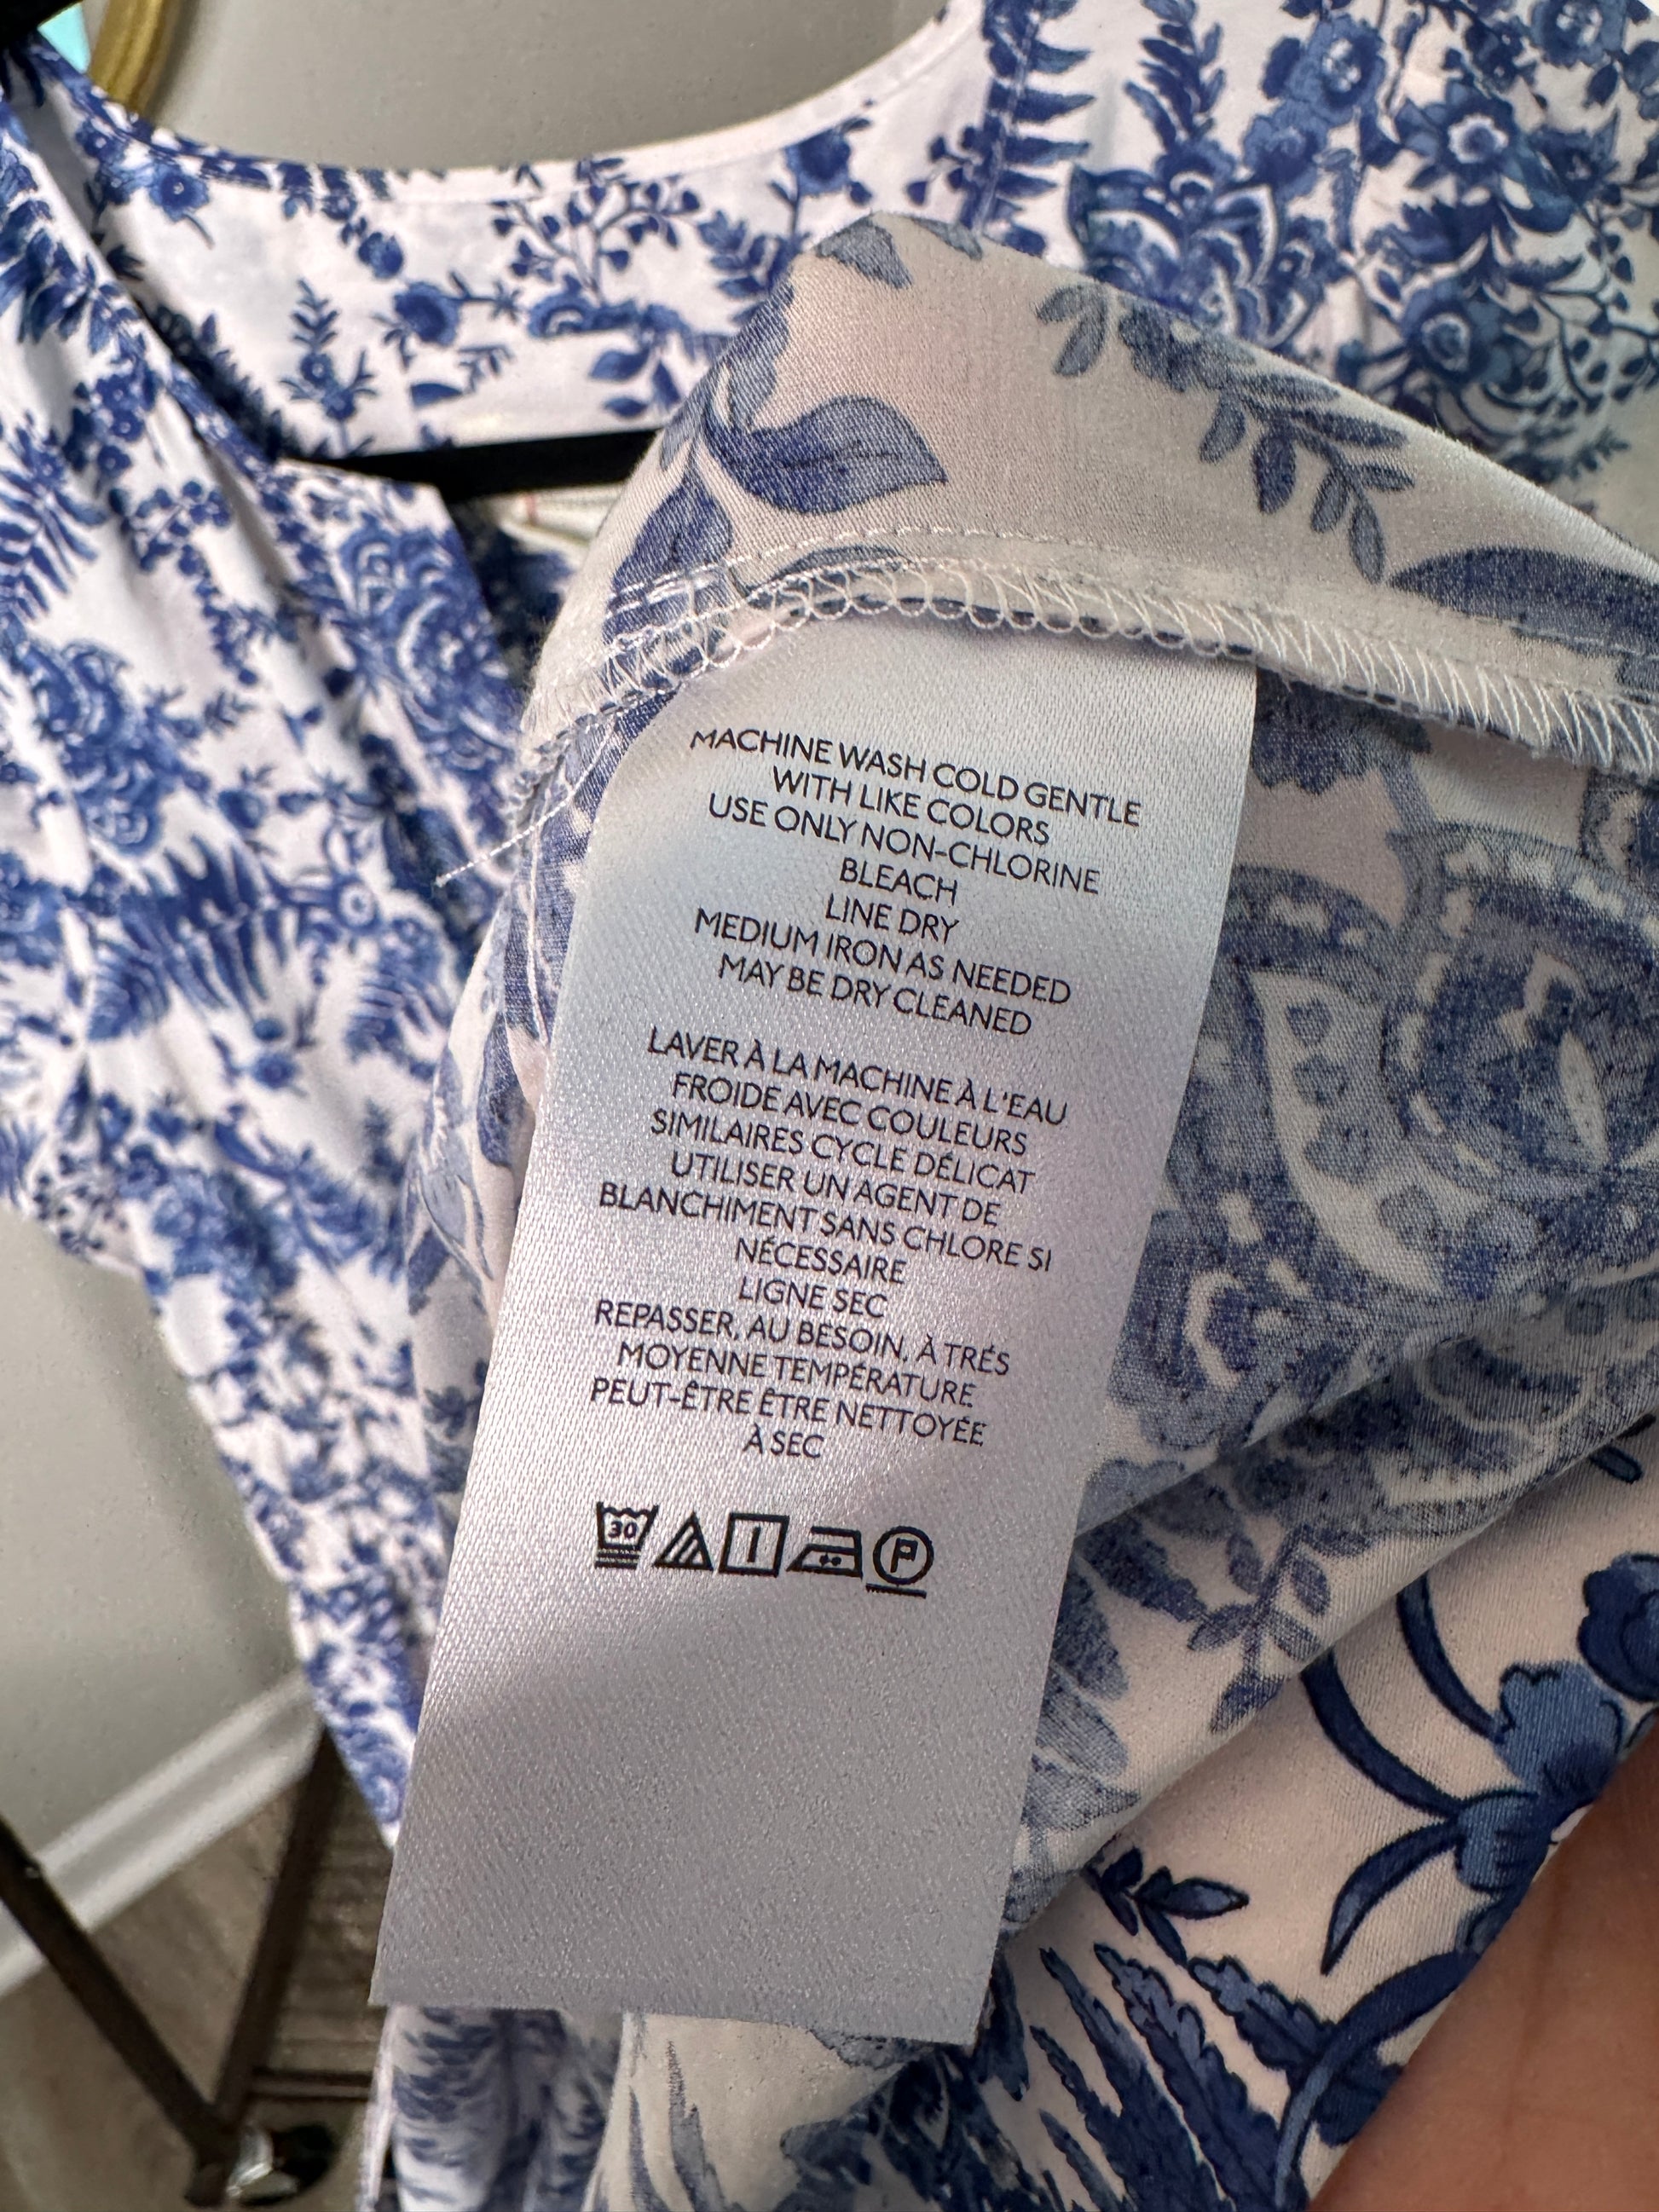 MACHINE WASH COLD GENTLE
WITH LIKE COLORS
USE ONLY NON-CHLORINE
BLEACH
LINE DRY
MEDIUM IRON AS NEEDED
MAY BE DRY CLEANED
LAVER À LA MACHINE À L'EAU
FROIDE AVEC COULEURS
SIMILAIRES CYCLE DÉLICAT
UTILISER UN AGENT DE
BLANCHIMENT SANS CHLORE SI
NÉCESSAIRE
LIGNE SEC
REPASSER, AU BESOIN, À TRÉS
MOYENNE TEMPÉRATURE
PEUT-ÊTRE ÊTRE NETTOYÉE
À SEC
30 P